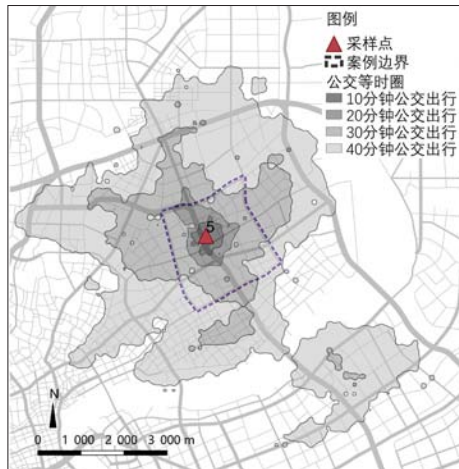 图例
采样点
案例边界
公交等时圈
10分钟公交出行
20分钟公交出行
30分钟公交出行
40分钟公交出行
5
N
0 1 000 2 000 3 000 m